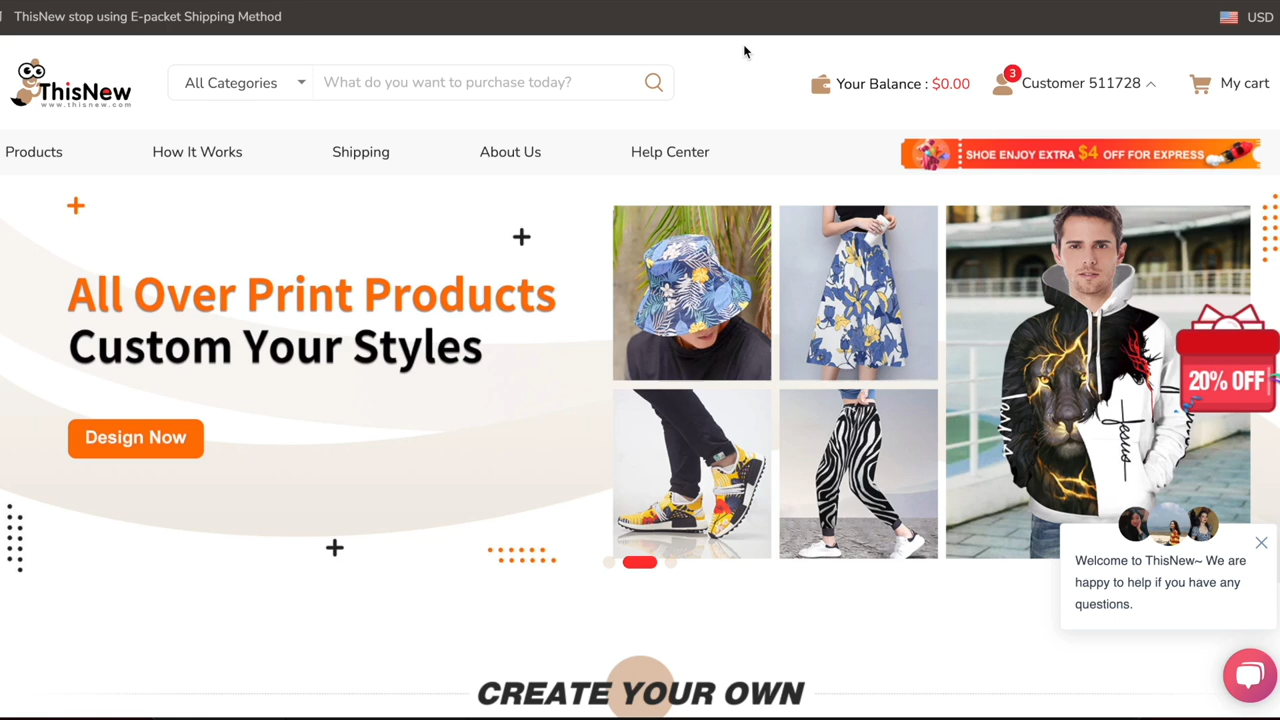 ThisNew stop using E-packet Shipping Method
USD
ThisNew
www.thisnew.com
All Categories
What do you want to purchase today?
Your Balance : $0.00
3
Customer 511728
My cart
Products
How It Works
Shipping
About Us
Help Center
SHOE ENJOY EXTRA $4 OFF FOR EXPRESS
All Over Print Products
Custom Your Styles
Design Now
Jesus
20% OFF
Welcome to ThisNew~ We are
happy to help if you have any
questions.
CREATE YOUR OWN